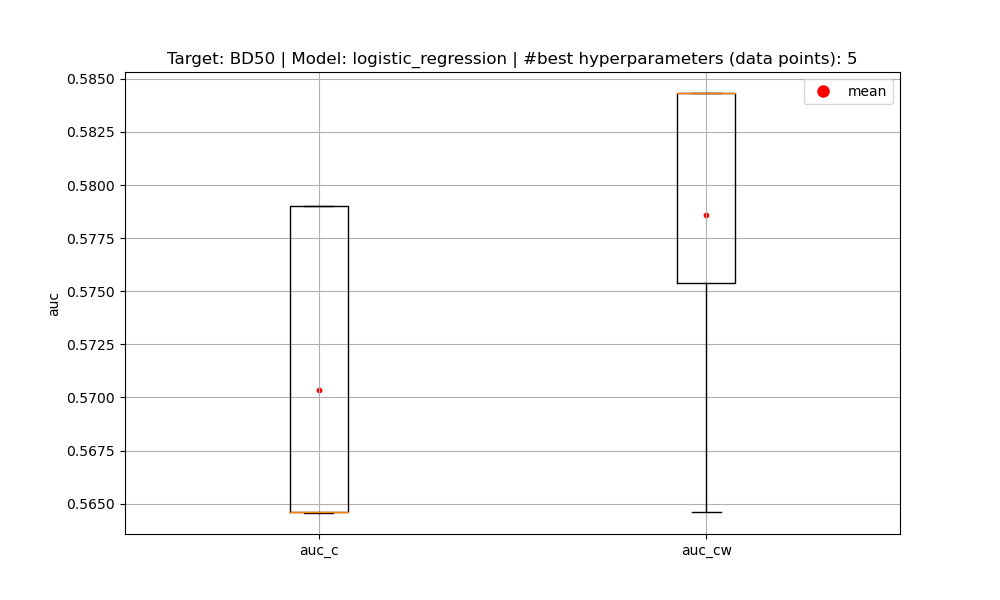 Target: BD50 | Model: logistic_regression | #best hyperparameters (data points): 5
0.5850
0.5825
0.5800
0.5775
0.5750
0.5725
0.5700
0.5675
0.5650
auc
mean
auc_c
auc_cw